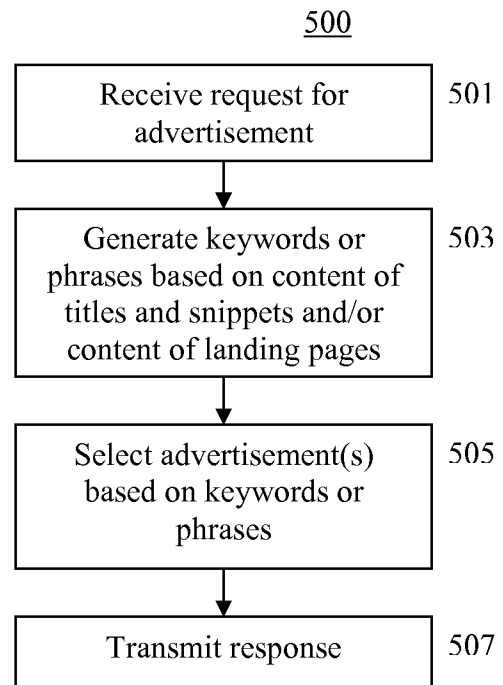 500
Receive request for
advertisement
501
Generate keywords or
phrases based on content of
titles and snippets and/or
content of landing pages
503
Select advertisement(s)
based on keywords or
phrases
505
Transmit response
507